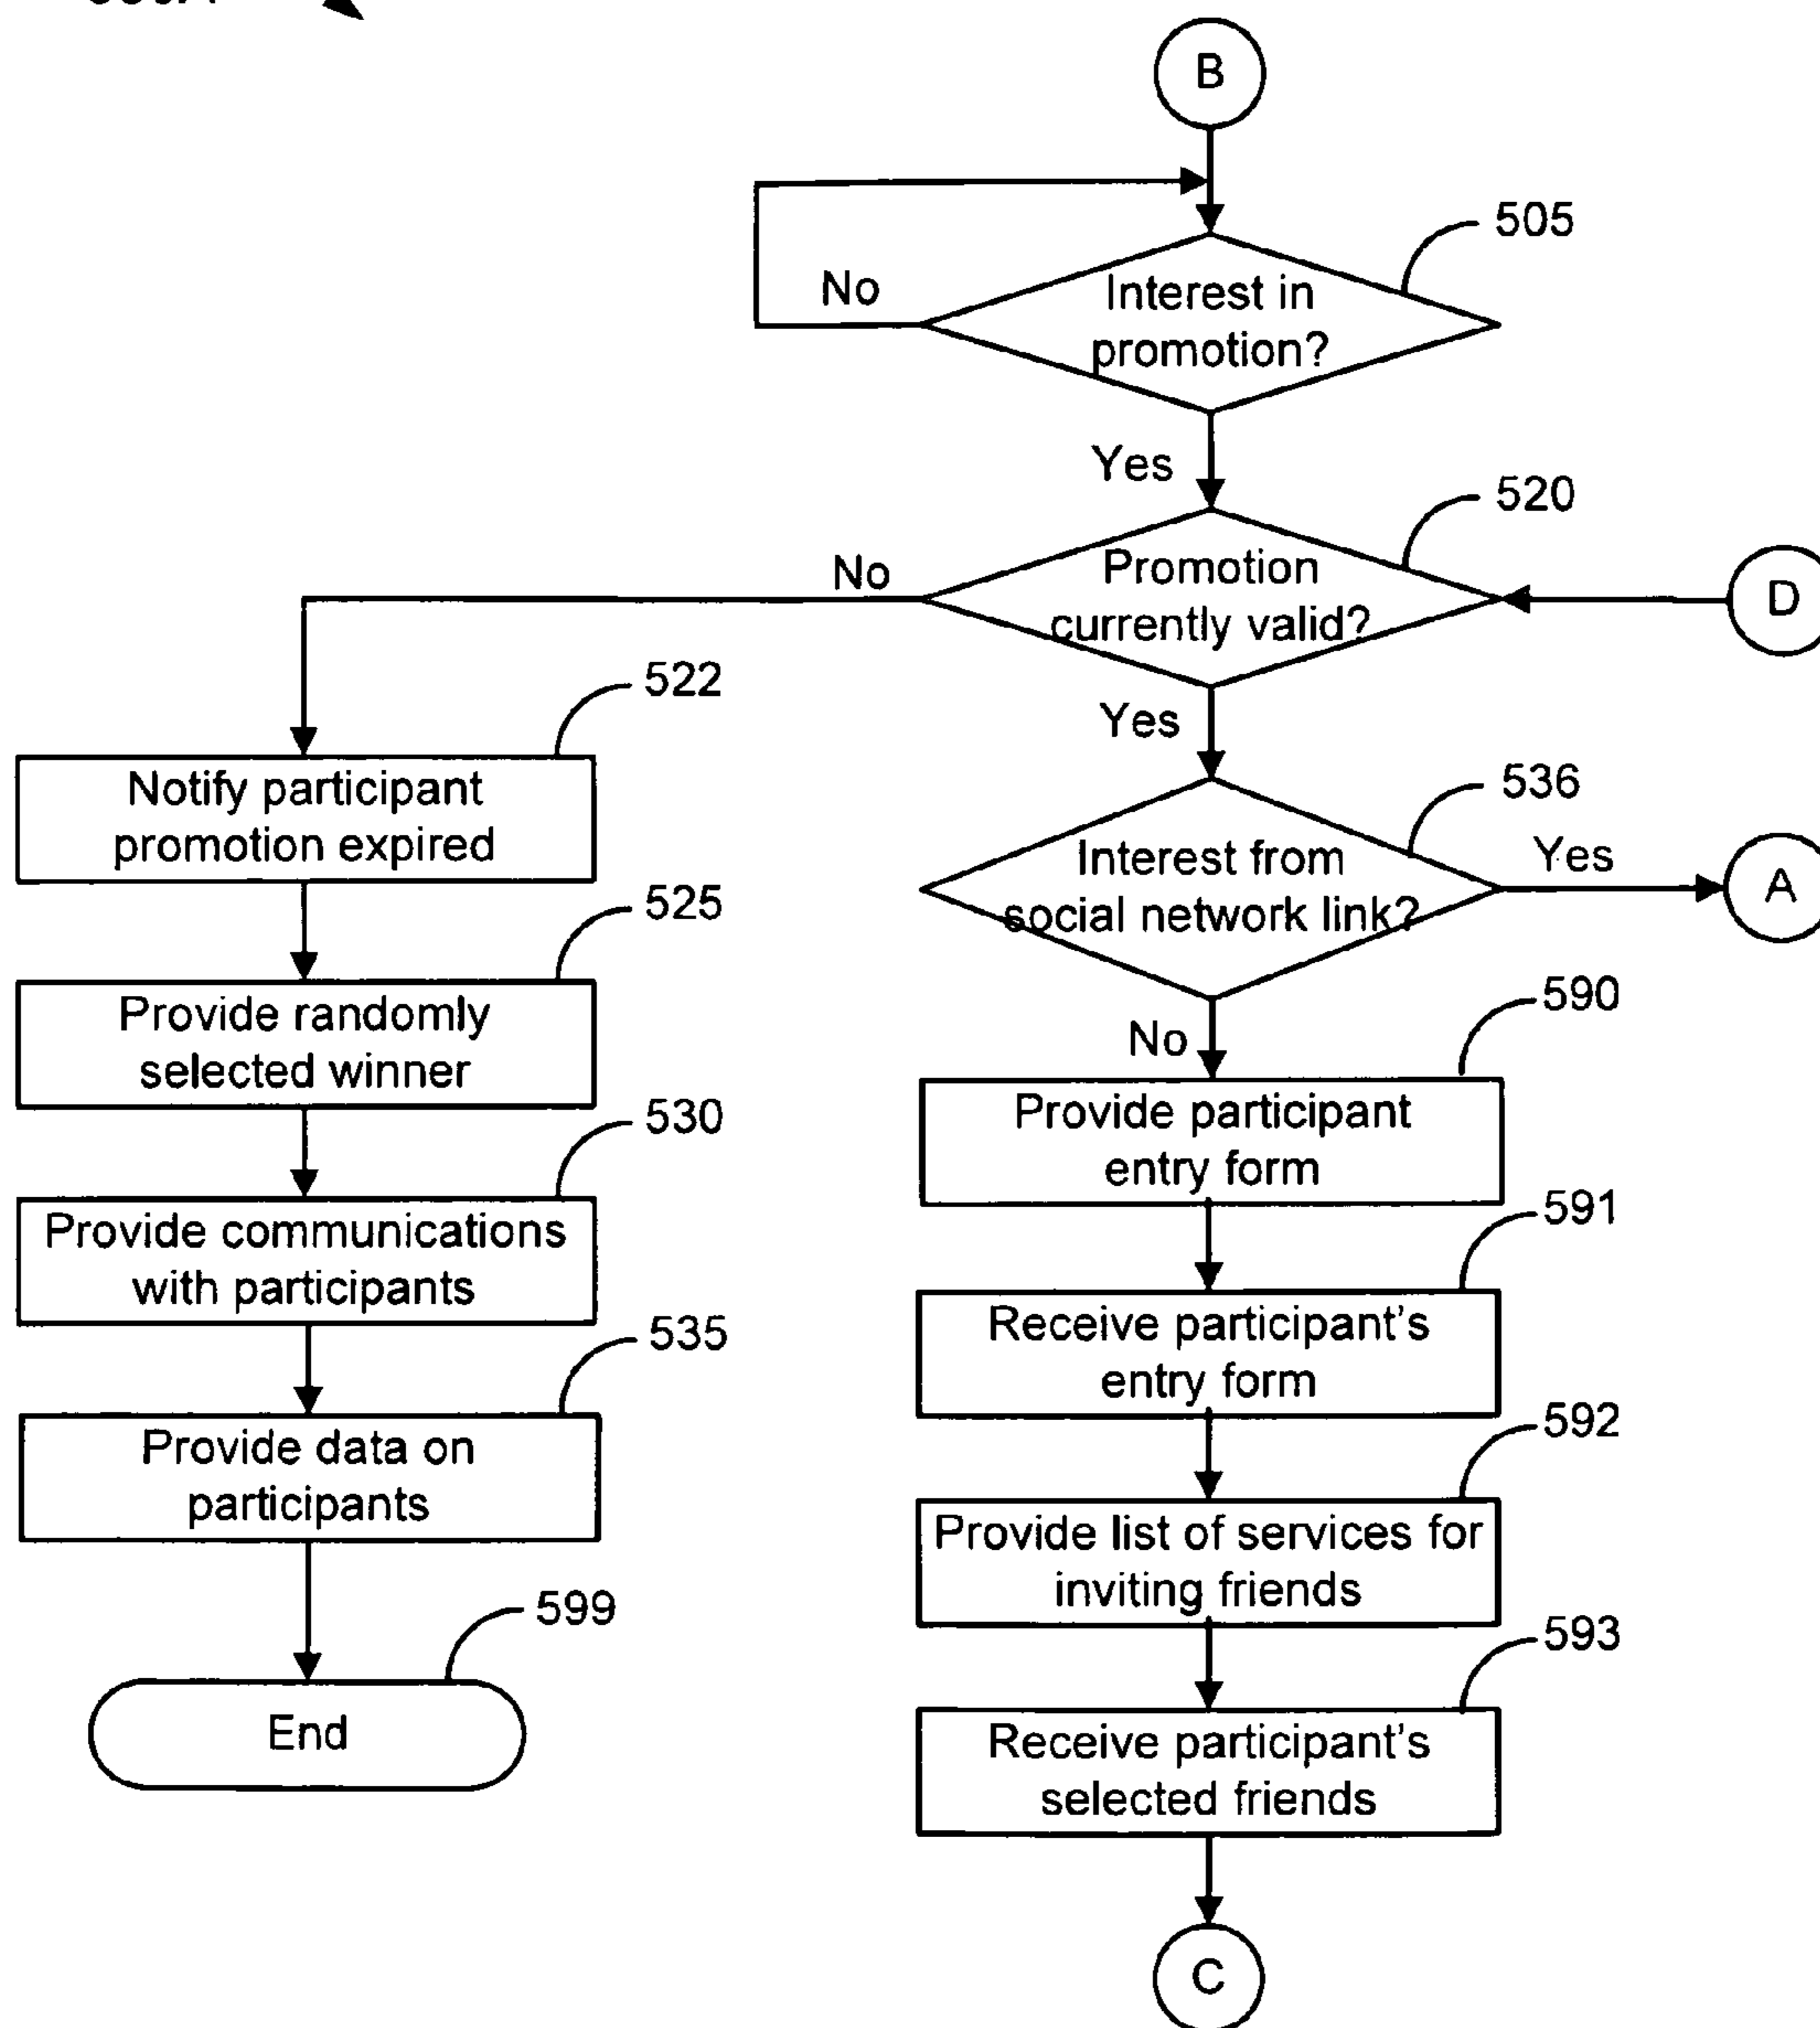 B
505
No
Interest in
promotion?
Yes
520
No
Promotion
currently valid?
D
522
Yes
Notify participant
promotion expired
536
Interest from
social network link?
Yes
A
525
Provide randomly
selected winner
590
No
Provide participant
entry form
530
Provide communications
with participants
591
Receive participant's
entry form
535
Provide data on
participants
592
Provide list of services for
inviting friends
599
End
593
Receive participant's
selected friends
C